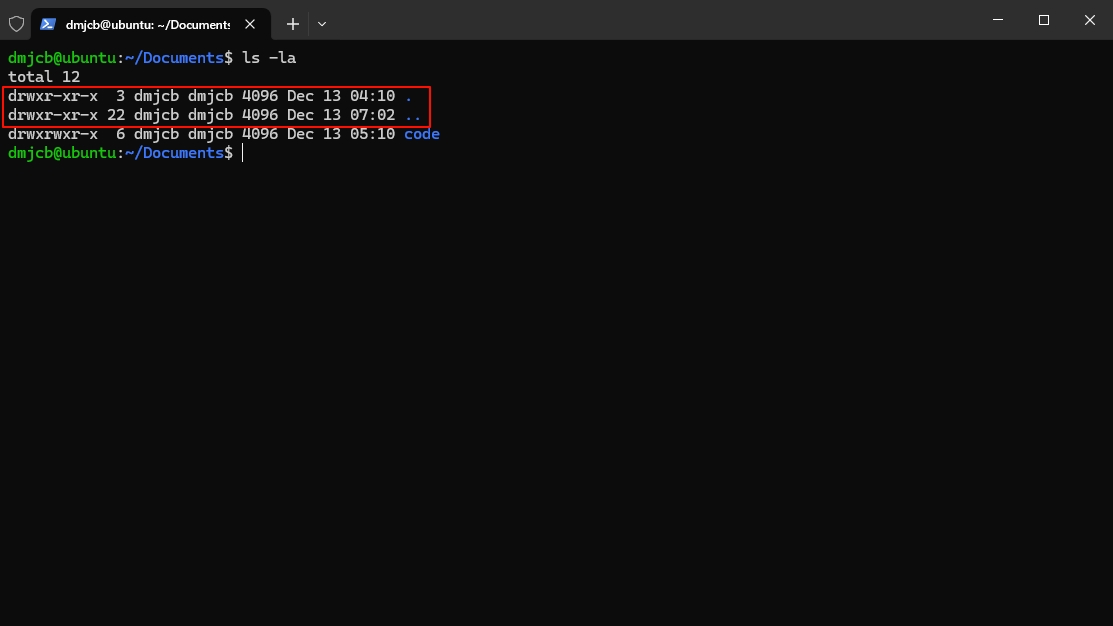 dmjcb@ubuntu: ~/Documents
dmjcb@ubuntu:~/Documents$ ls -la
total 12
drwxr-xr-x  3 dmjcb dmjcb 4096 Dec 13 04:10 .
drwxr-xr-x 22 dmjcb dmjcb 4096 Dec 13 07:02 ..
drwxrwxr-x  6 dmjcb dmjcb 4096 Dec 13 05:10 code
dmjcb@ubuntu:~/Documents$